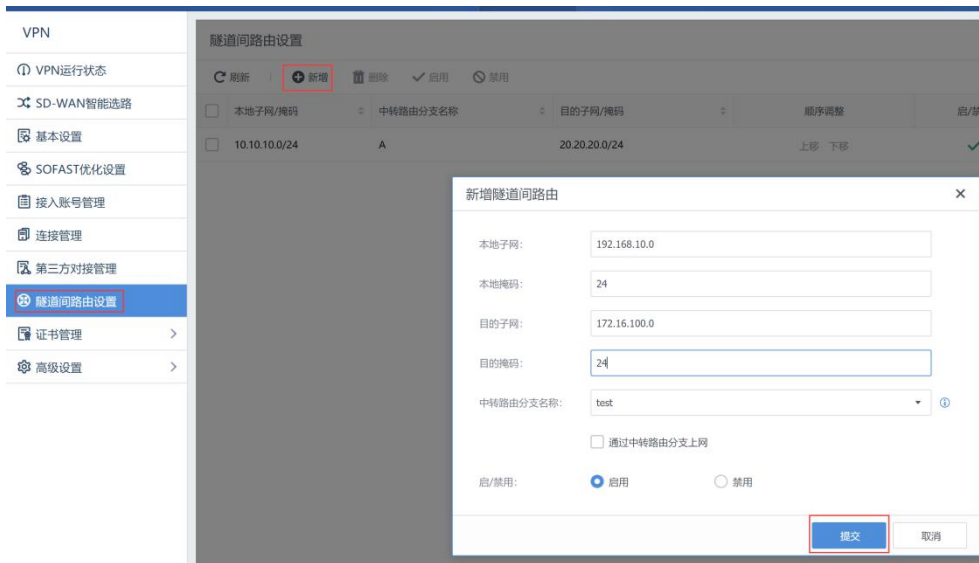 VPN
VPN运行状态
SD-WAN智能选路
基本设置
SOFAST优化设置
接入账号管理
连接管理
第三方对接管理
隧道间路由设置
证书管理
高级设置
隧道间路由设置
刷新 新增 删除 启用 禁用
本地子网/掩码 中转路由分支名称 目的子网/掩码 顺序调整 启/禁
10.10.10.0/24 A 20.20.20.0/24 上移 下移
新增隧道间路由
本地子网: 192.168.10.0
本地掩码: 24
目的子网: 172.16.100.0
目的掩码: 24
中转路由分支名称: test
通过中转路由分支上网
启/禁用: 启用 禁用
提交 取消